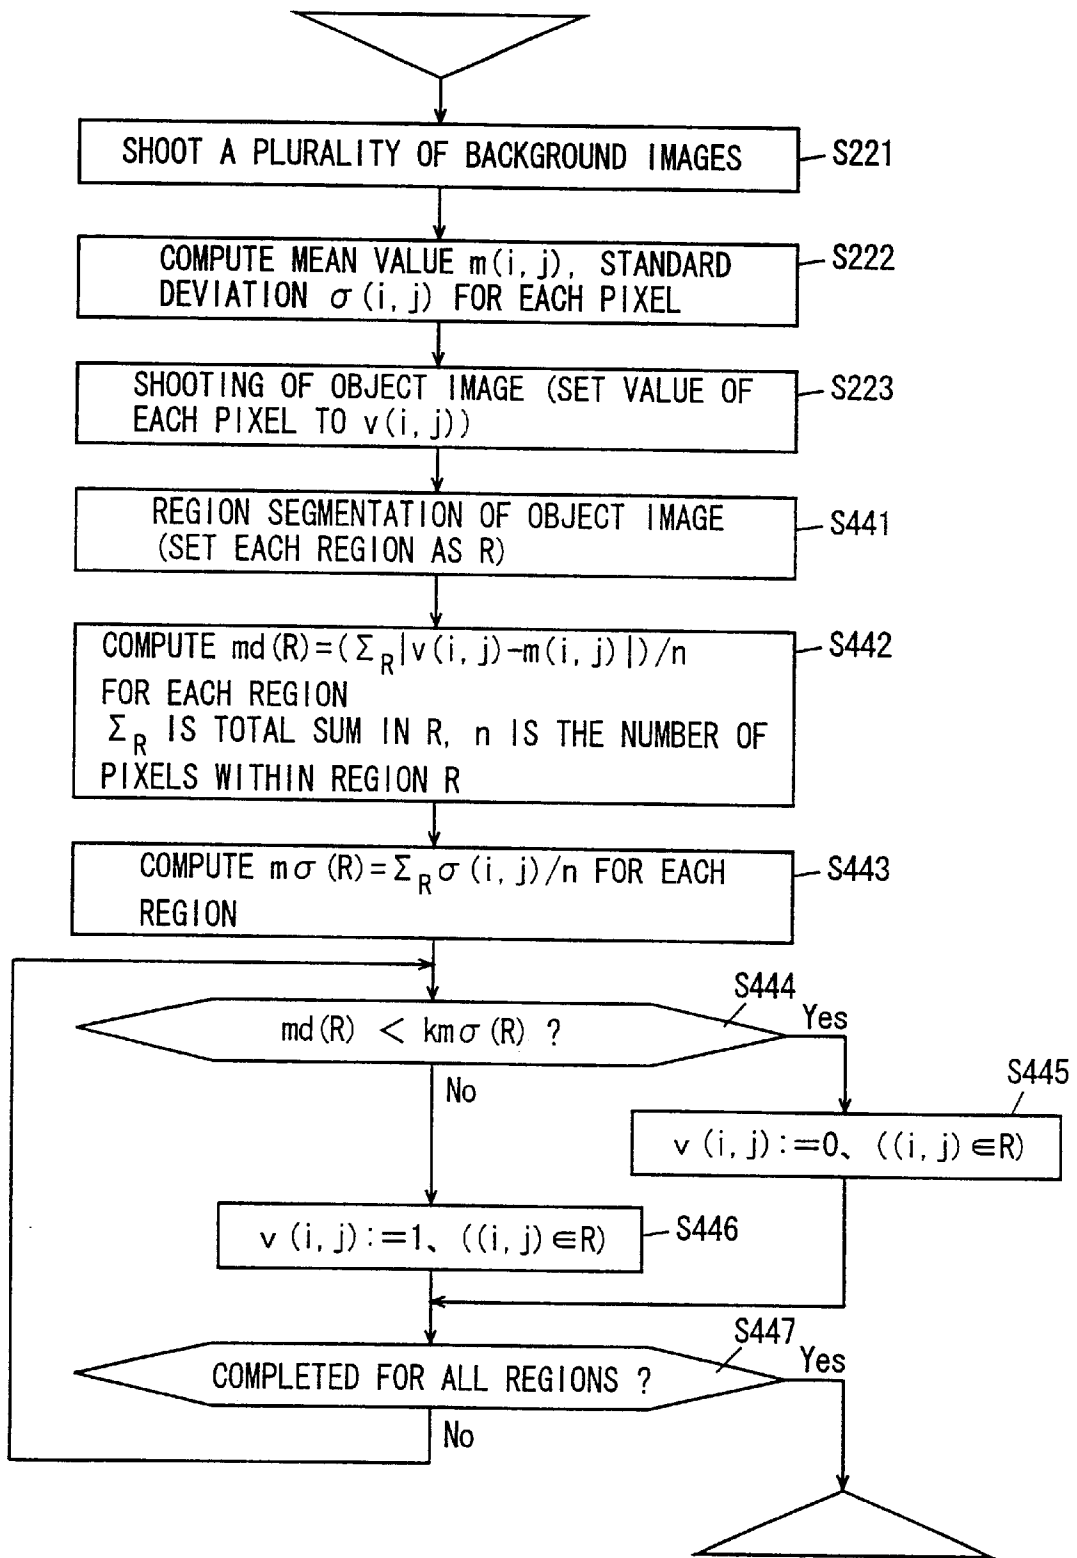 SHOOT A PLURALITY OF BACKGROUND IMAGES
S221
COMPUTE MEAN VALUE m(i, j), STANDARD
DEVIATION σ(i, j) FOR EACH PIXEL
S222
SHOOTING OF OBJECT IMAGE (SET VALUE OF
EACH PIXEL TO v(i, j))
S223
REGION SEGMENTATION OF OBJECT IMAGE
(SET EACH REGION AS R)
S441
COMPUTE md(R)=(Σ_R|v(i, j)-m(i, j)|)/n
FOR EACH REGION
Σ_R IS TOTAL SUM IN R, n IS THE NUMBER OF
PIXELS WITHIN REGION R
S442
COMPUTE mσ(R)=Σ_Rσ(i, j)/n FOR EACH
REGION
S443
S444
md(R) < kmσ(R) ?
Yes
No
S445
v(i, j):=0、((i, j)∈R)
v(i, j):=1、((i, j)∈R)
S446
S447
COMPLETED FOR ALL REGIONS ?
Yes
No